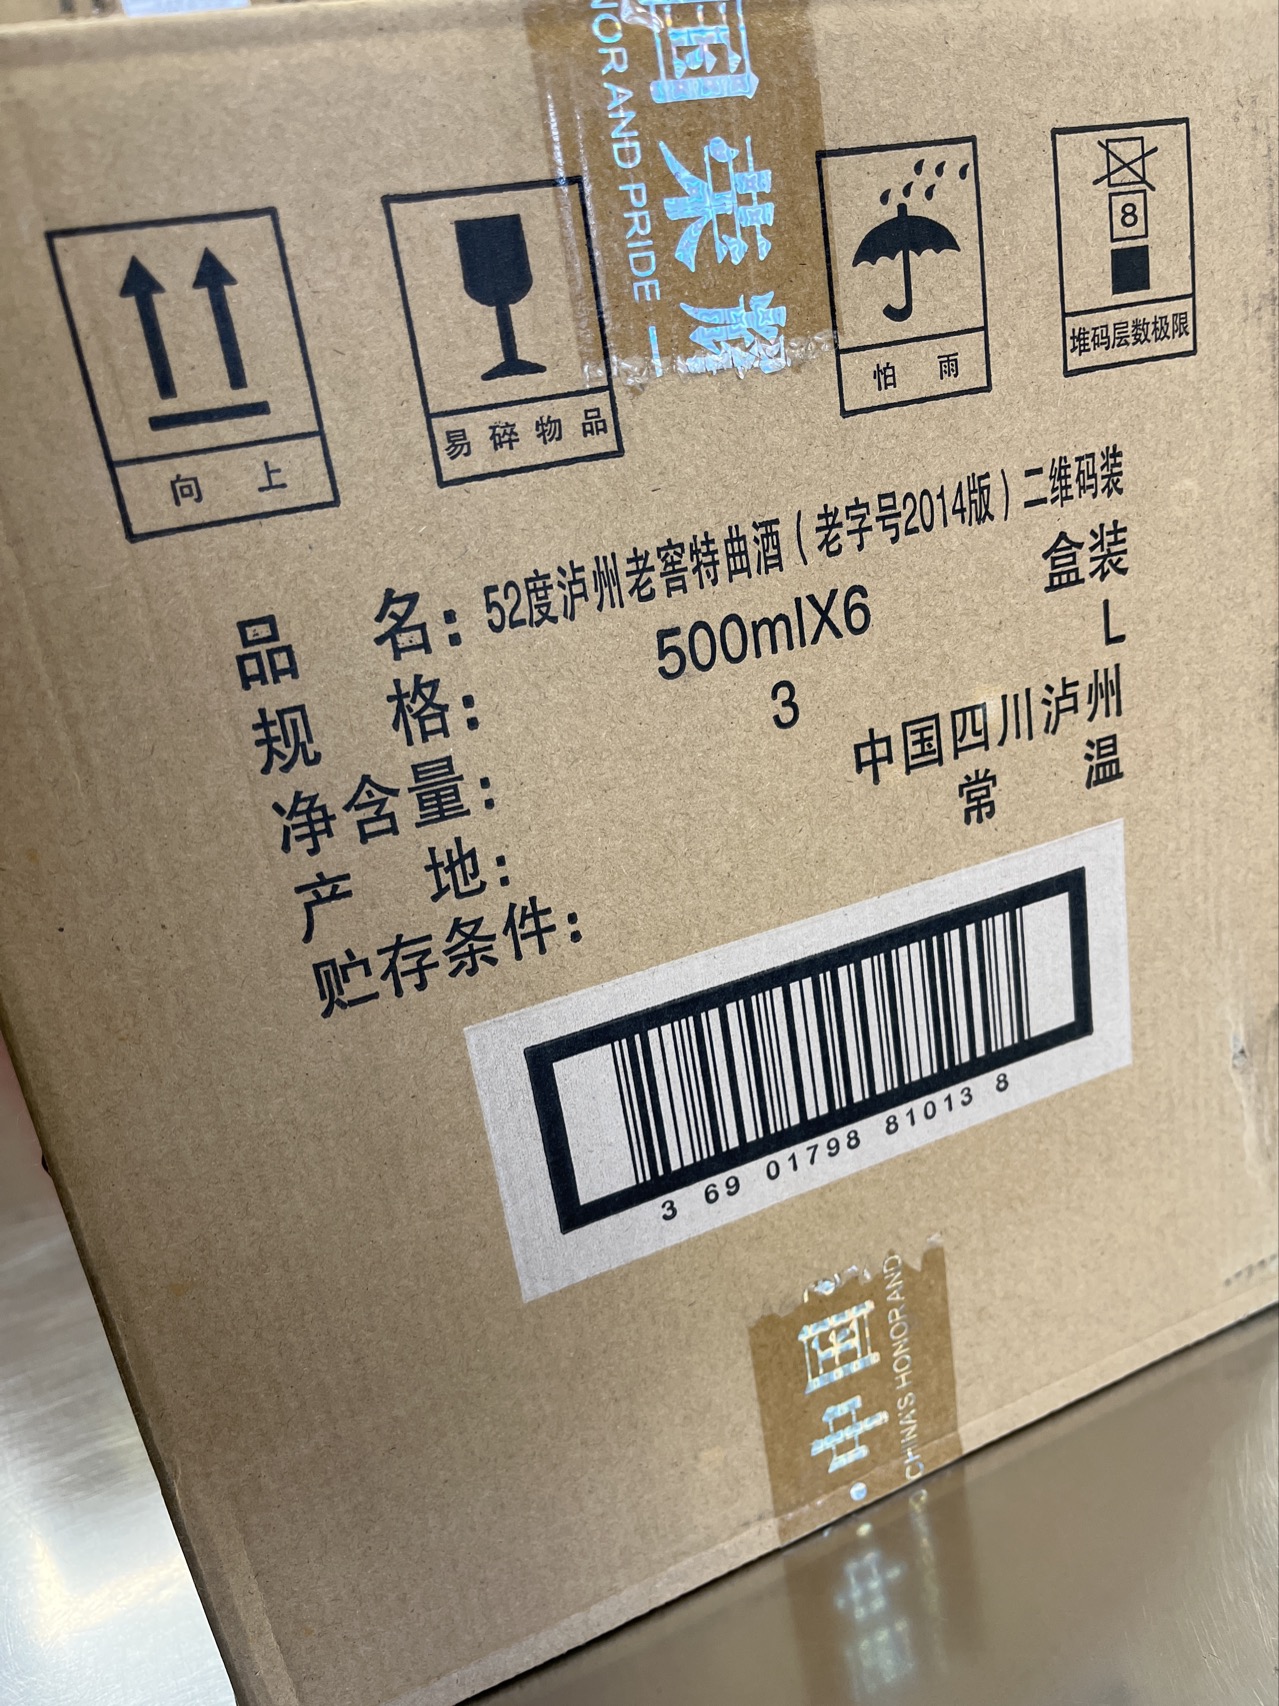 国荣耀
NOR AND PRIDE —
8
向 上
易碎物品
怕 雨
堆码层数极限
品 名：52度泸州老窖特曲酒（老字号2014版）二维码装
规 格：500mlX6 盒装
净含量：3 L
产 地：中国四川泸州
贮存条件：常 温
3 69 01798 81013 8
·中国
CHINA'S HONOR AND